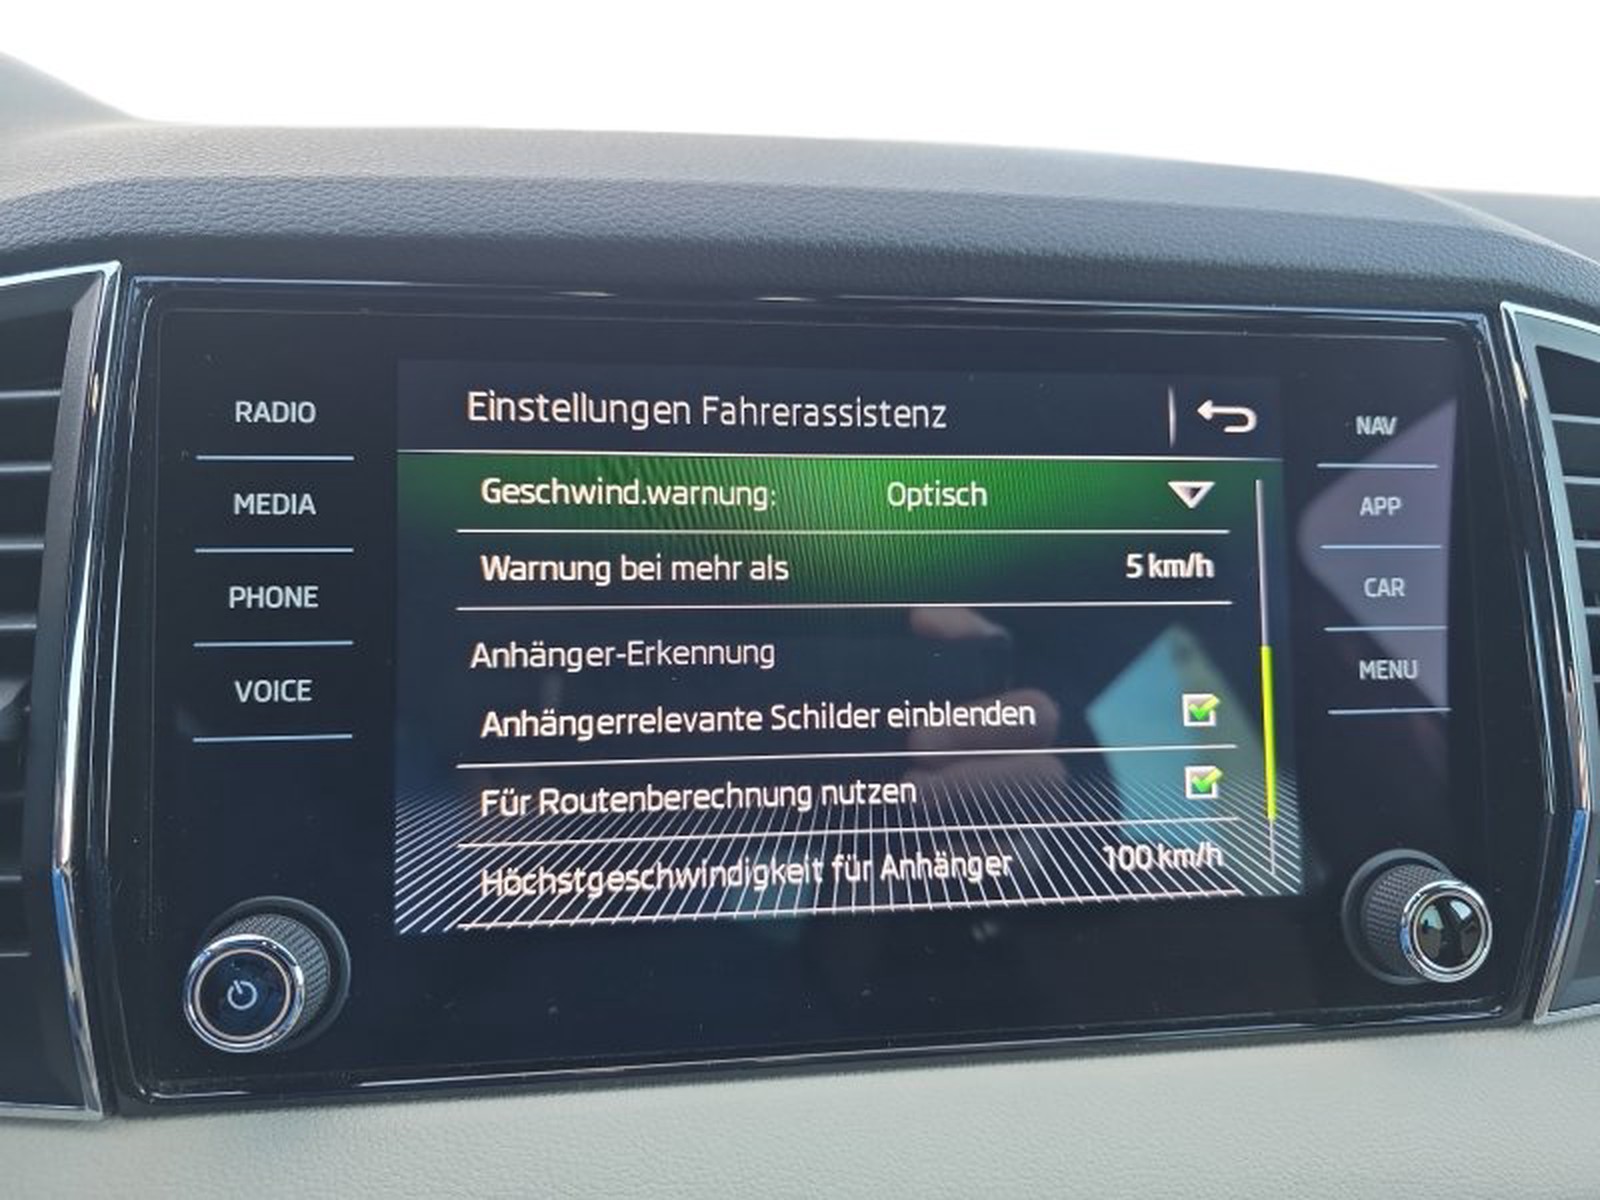 Einstellungen Fahrerassistenz
RADIO
MEDIA
PHONE
VOICE
Geschwind.warnung: Optisch
Warnung bei mehr als 5 km/h
Anhänger-Erkennung
Anhängerrelevante Schilder einblenden
Für Routenberechnung nutzen
Höchstgeschwindigkeit für Anhänger 100 km/h
NAV
APP
CAR
MENU